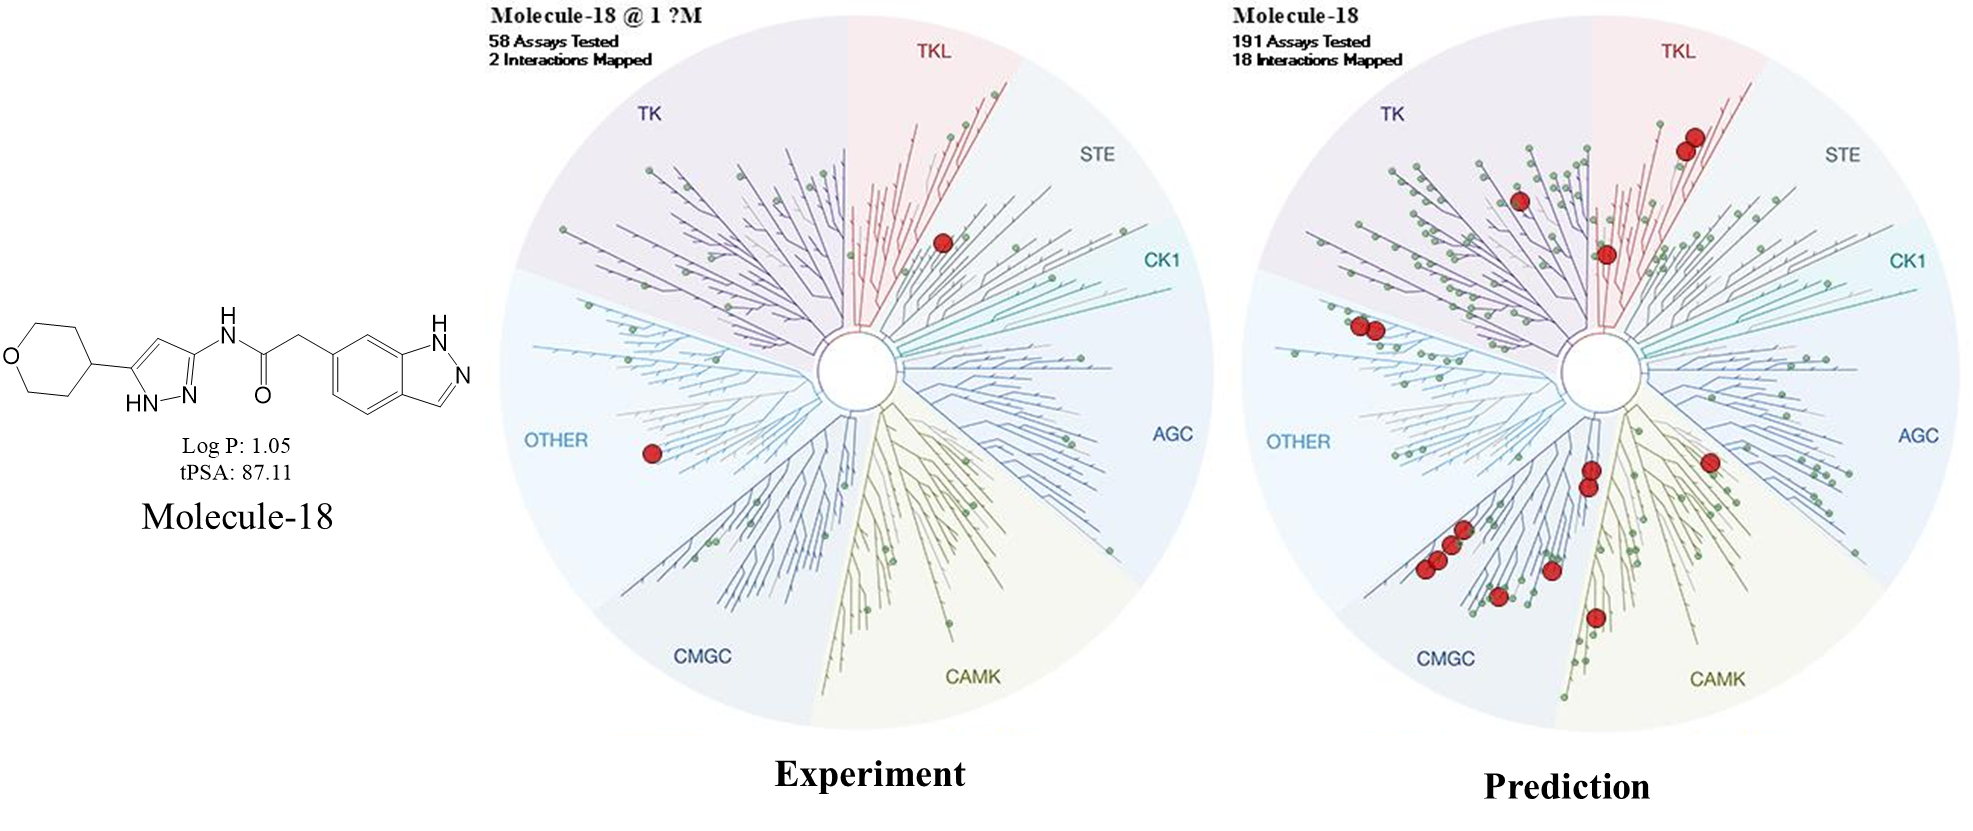 Molecule-18 @ 1 ?M
58 Assays Tested
2 Interactions Mapped
TKL
TK
STE
CK1
AGC
OTHER
CMGC
CAMK
Experiment
Molecule-18
191 Assays Tested
18 Interactions Mapped
TKL
TK
STE
CK1
AGC
OTHER
CMGC
CAMK
Prediction
H
N
H
N
O
N
N
HN
O
Log P: 1.05
tPSA: 87.11
Molecule-18